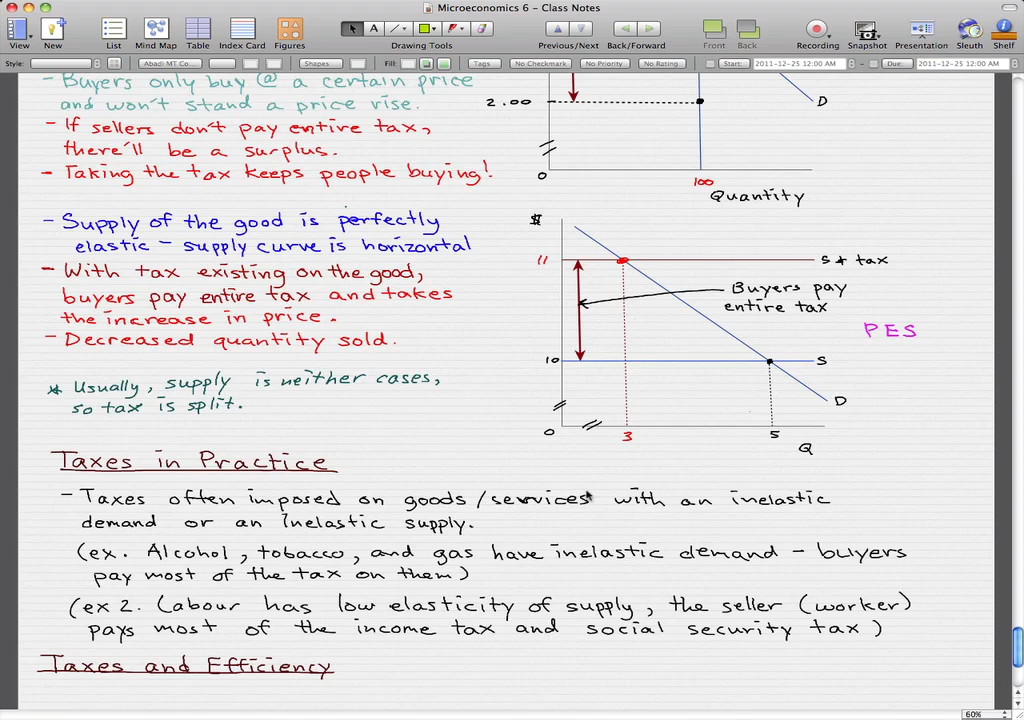 Microeconomics 6 – Class Notes
View
New
List
Mind Map
Table
Index Card
Figures
Drawing Tools
Previous/Next
Back/Forward
Front
Back
Recording
Snapshot
Presentation
Sleuth
Shelf
Style:
Abadi MT Co...
Shapes
Fill:
Tags
No Checkmark
No Priority
No Rating
Start:
2011-12-25 12:00 AM
Due:
2011-12-25 12:00 AM
- Buyers only buy @ a certain price
and won't stand a price rise.
- If sellers don't pay entire tax,
there'll be a surplus.
- Taking the tax keeps people buying!
2.00
D
0
100
Quantity
- Supply of the good is perfectly
elastic – supply curve is horizontal
- With tax existing on the good,
buyers pay entire tax and takes
the increase in price.
- Decreased quantity sold.
* Usually, supply is neither cases,
so tax is split.
$
11
S + tax
Buyers pay
entire tax
PES
10
S
D
0
3
5
Q
Taxes in Practice
- Taxes often imposed on goods/services with an inelastic
demand or an inelastic supply.
(ex. Alcohol, tobacco, and gas have inelastic demand – buyers
pay most of the tax on them)
(ex 2. Labour has low elasticity of supply, the seller (worker)
pays most of the income tax and social security tax)
Taxes and Efficiency
60%